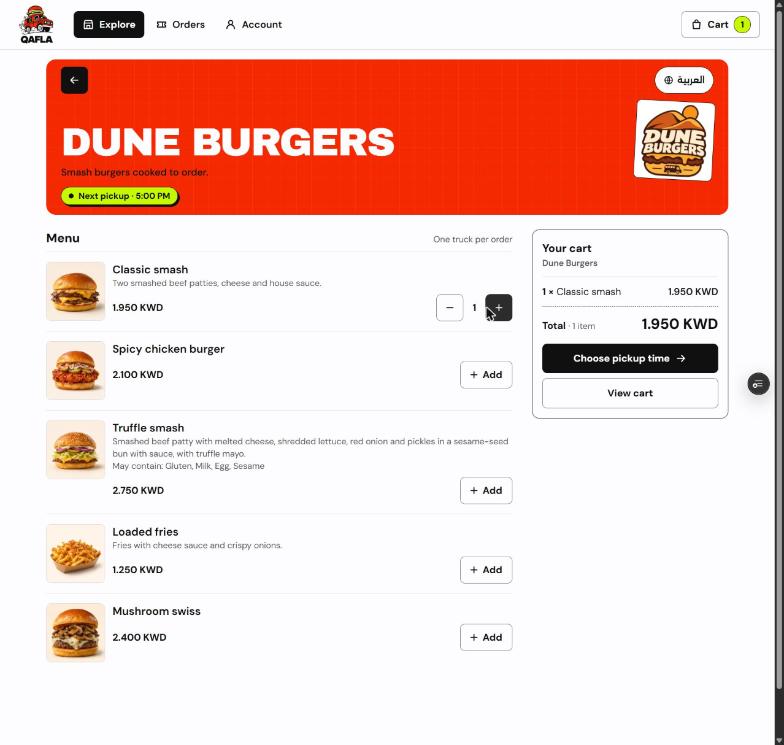 QAFLA
Explore
Orders
Account
Cart 1
العربية
DUNE BURGERS
DUNE
BURGERS
Smash burgers cooked to order.
Next pickup · 5:00 PM
Menu
One truck per order
Classic smash
Two smashed beef patties, cheese and house sauce.
1.950 KWD
− 1 +
Spicy chicken burger
2.100 KWD
+ Add
Truffle smash
Smashed beef patty with melted cheese, shredded lettuce, red onion and pickles in a sesame-seed
bun with sauce, with truffle mayo.
May contain: Gluten, Milk, Egg, Sesame
2.750 KWD
+ Add
Loaded fries
Fries with cheese sauce and crispy onions.
1.250 KWD
+ Add
Mushroom swiss
2.400 KWD
+ Add
Your cart
Dune Burgers
1 × Classic smash 1.950 KWD
Total · 1 item 1.950 KWD
Choose pickup time →
View cart